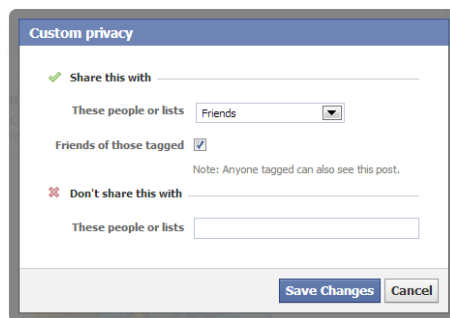 Custom privacy
Share this with
These people or lists Friends
Friends of those tagged
Note: Anyone tagged can also see this post.
Don't share this with
These people or lists
Save Changes Cancel